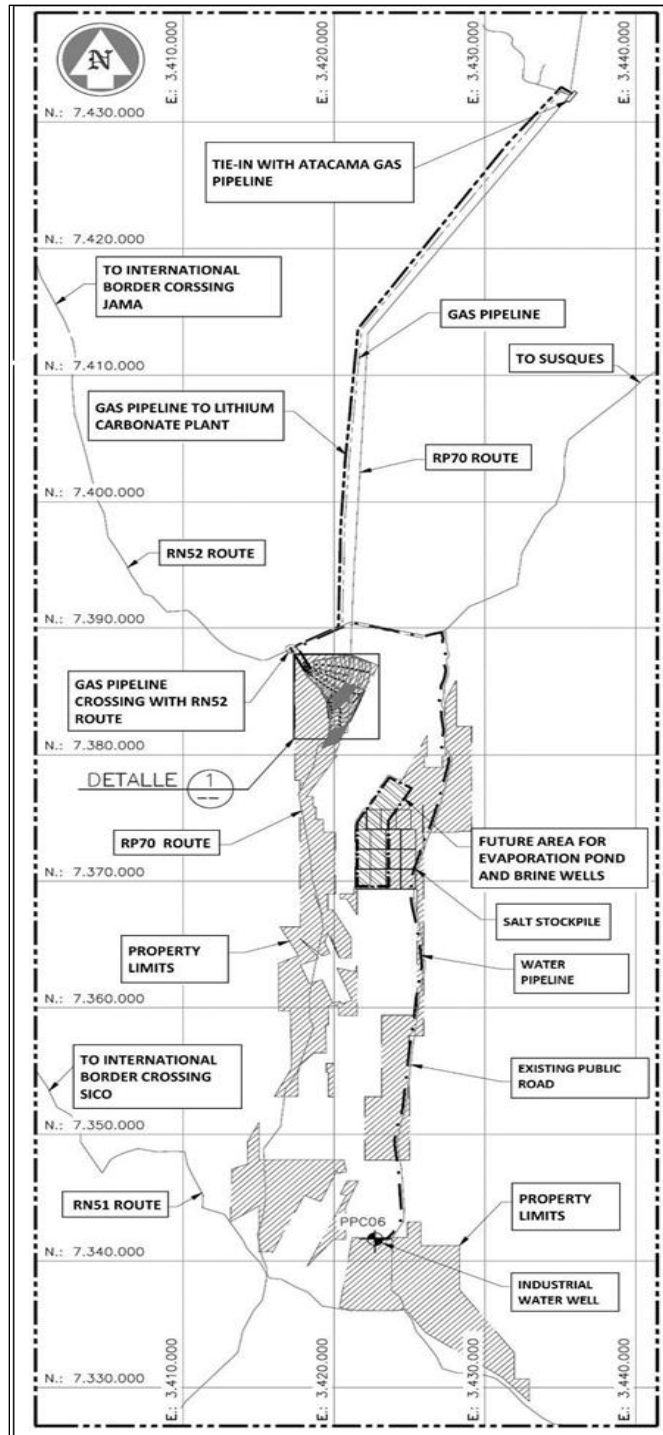 E.: 3.410.000
E.: 3.420.000
E.: 3.430.000
E.: 3.440.000
N
N.: 7.430.000
TIE-IN WITH ATACAMA GAS
PIPELINE
N.: 7.420.000
TO INTERNATIONAL
BORDER CORSSING
JAMA
GAS PIPELINE
TO SUSQUES
N.: 7.410.000
GAS PIPELINE TO LITHIUM
CARBONATE PLANT
RP70 ROUTE
N.: 7.400.000
RN52 ROUTE
N.: 7.390.000
GAS PIPELINE
CROSSING WITH RN52
ROUTE
N.: 7.380.000
DETALLE 1
--
RP70 ROUTE
FUTURE AREA FOR
EVAPORATION POND
AND BRINE WELLS
N.: 7.370.000
SALT STOCKPILE
PROPERTY
LIMITS
WATER
PIPELINE
N.: 7.360.000
TO INTERNATIONAL
BORDER CROSSING
SICO
EXISTING PUBLIC
ROAD
N.: 7.350.000
RN51 ROUTE
PROPERTY
LIMITS
PPC06
N.: 7.340.000
INDUSTRIAL
WATER WELL
N.: 7.330.000
E.: 3.410.000
E.: 3.420.000
E.: 3.430.000
E.: 3.440.000